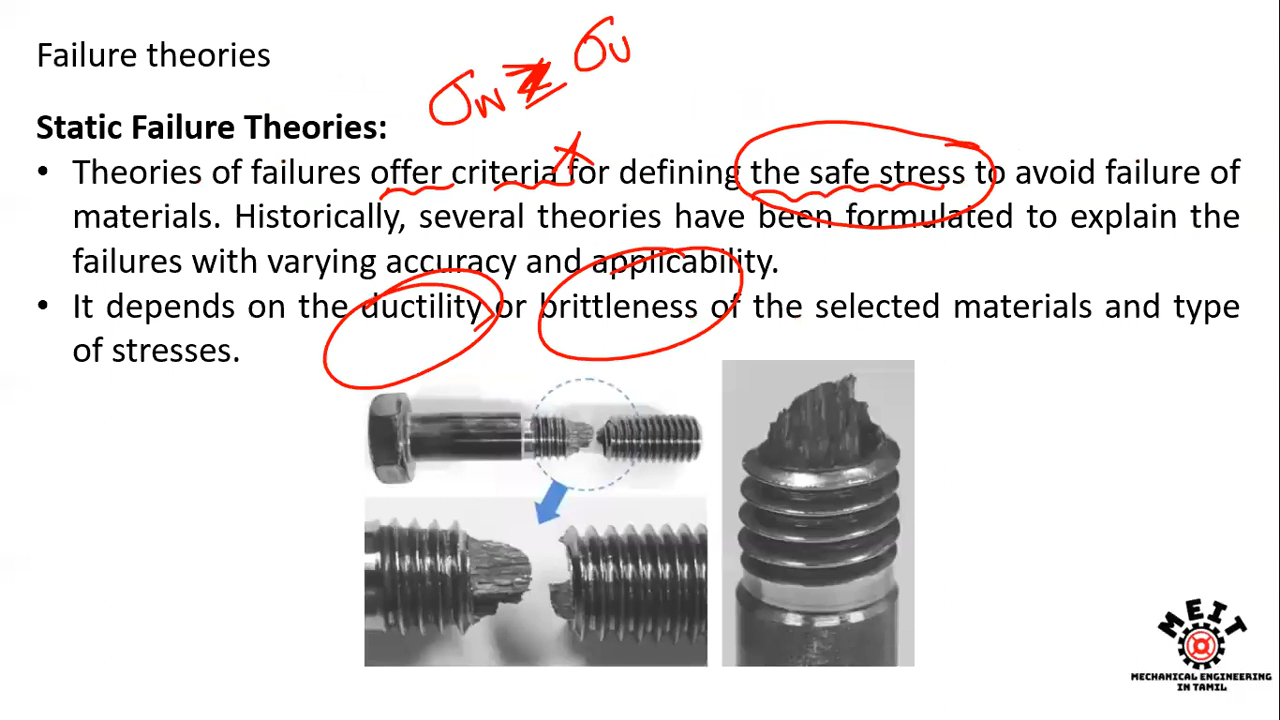 Failure theories
σw ≥ σu
Static Failure Theories:
• Theories of failures offer criteria for defining the safe stress to avoid failure of
materials. Historically, several theories have been formulated to explain the
failures with varying accuracy and applicability.
• It depends on the ductility or brittleness of the selected materials and type
of stresses.
MEIT
MECHANICAL ENGINEERING
IN TAMIL